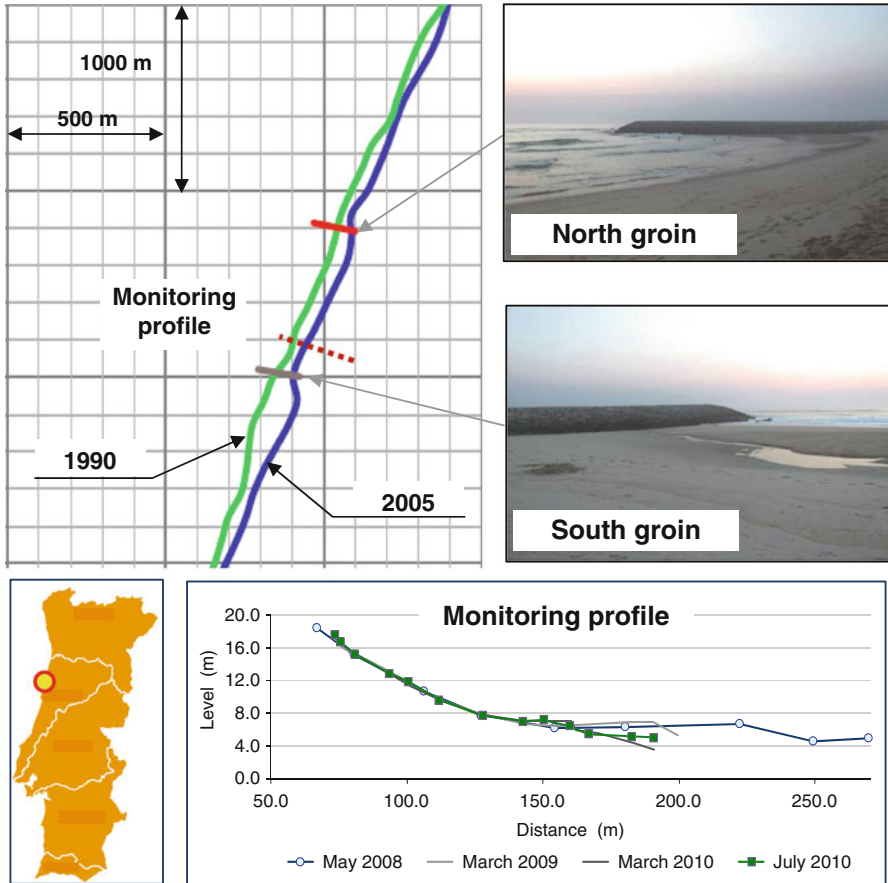 1000 m
500 m
North groin
Monitoring
profile
1990
2005
South groin
Monitoring profile
Level (m)
20.0
16.0
12.0
8.0
4.0
0.0
50.0 100.0 150.0 200.0 250.0
Distance (m)
May 2008 March 2009 March 2010 July 2010